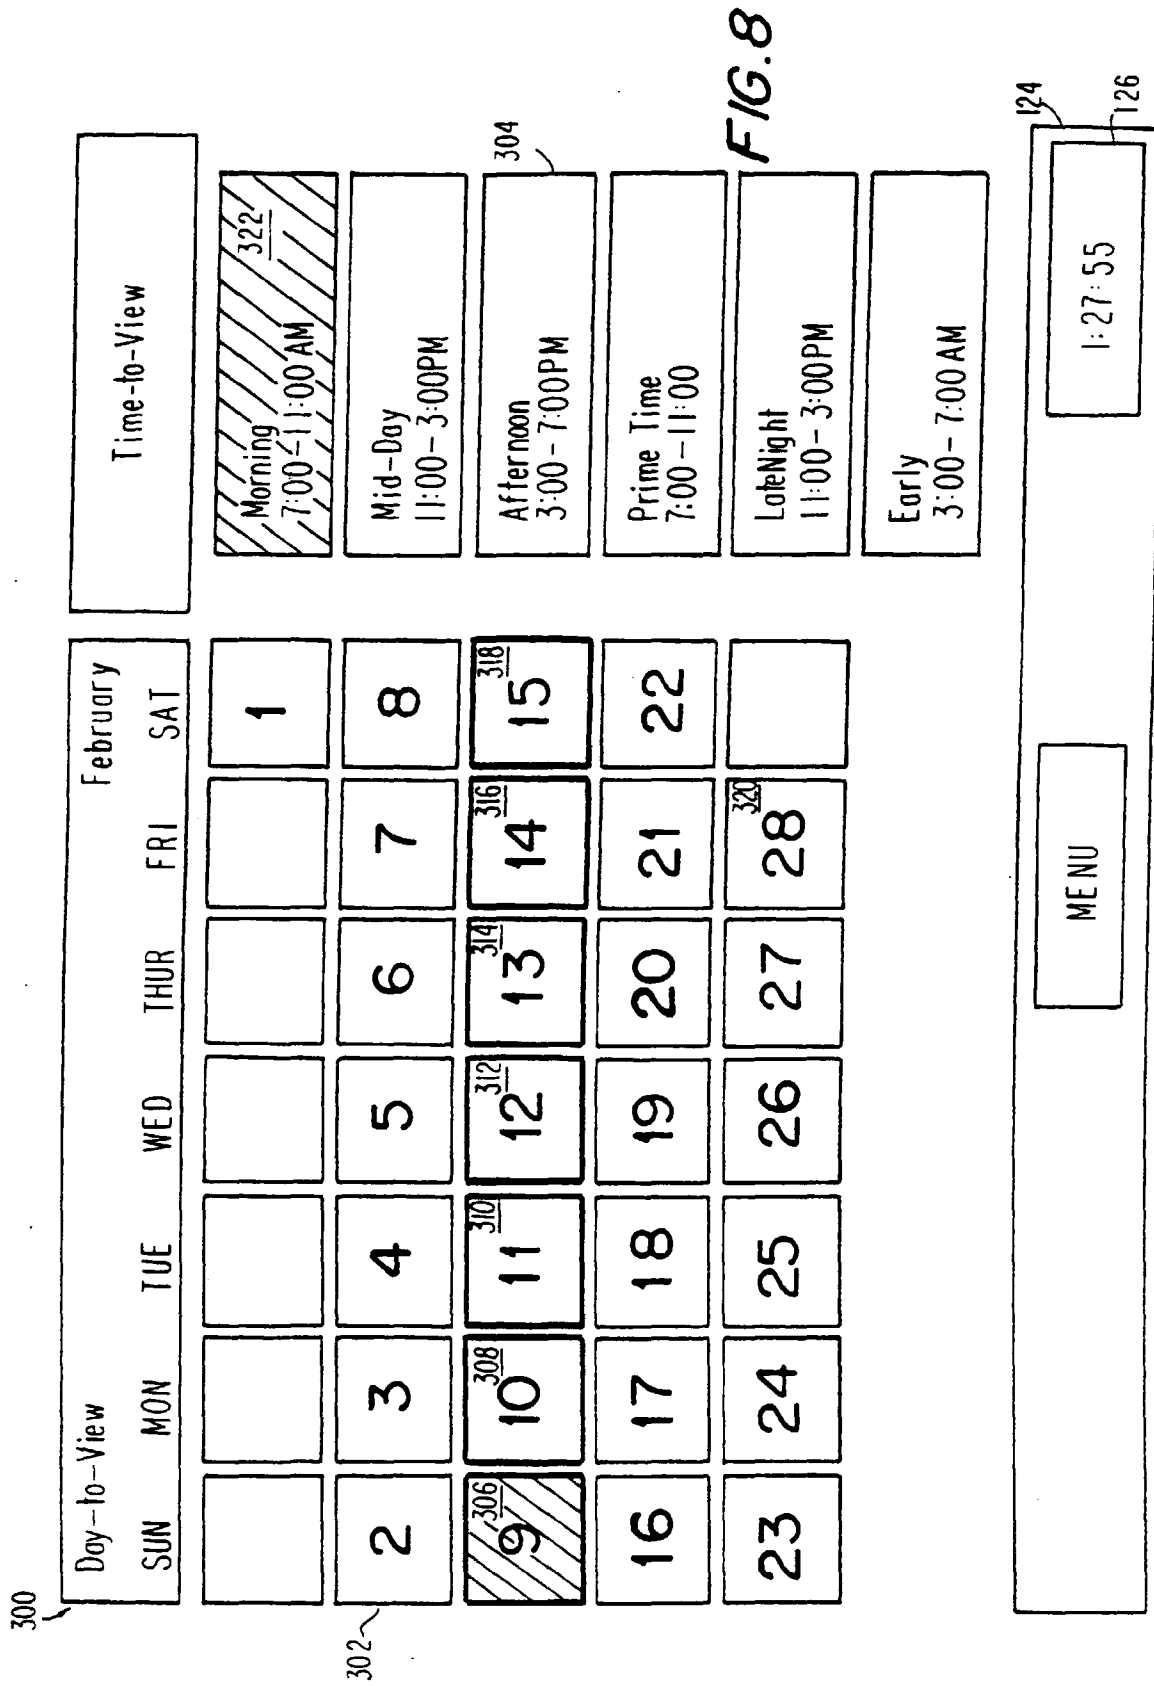 300
Day-to-View February
SUN MON TUE WED THUR FRI SAT
1
302
2 3 4 5 6 7 8
306 308 310 312 314 316 318
9 10 11 12 13 14 15
16 17 18 19 20 21 22
320
23 24 25 26 27 28
Time-to-View
322
Morning
7:00-11:00 AM
Mid-Day
11:00-3:00PM
304
Afternoon
3:00-7:00PM
Prime Time
7:00-11:00
LateNight
11:00-3:00PM
Early
3:00-7:00 AM
FIG.8
124
MENU
1:27:55
126